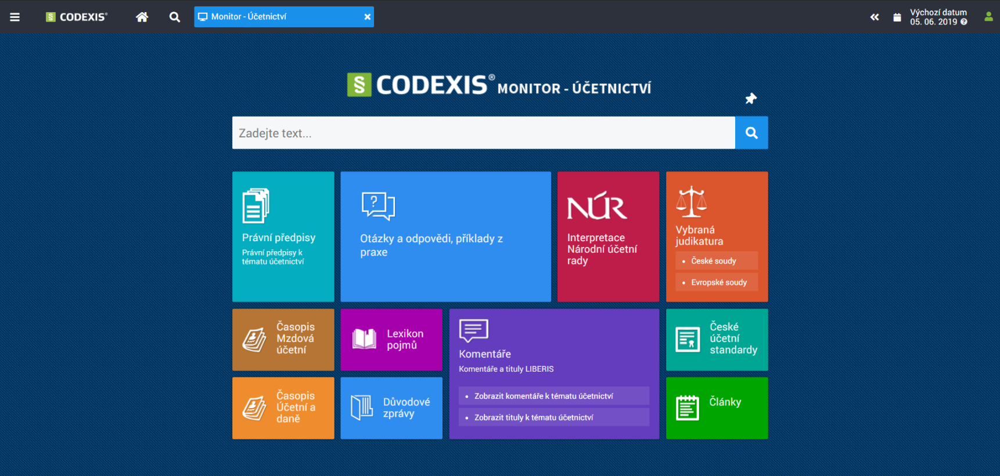 § CODEXIS®
Monitor - Účetnictví
Výchozí datum
05. 06. 2019
§ CODEXIS® MONITOR - ÚČETNICTVÍ
Zadejte text...
Právní předpisy
Právní předpisy k
tématu účetnictví
?
Otázky a odpovědi, příklady z
praxe
NÚR
Interpretace
Národní účetní
rady
Vybraná
judikatura
• České soudy
• Evropské soudy
Časopis
Mzdová
účetní
Lexikon
pojmů
Komentáře
Komentáře a tituly LIBERIS
• Zobrazit komentáře k tématu účetnictví
• Zobrazit tituly k tématu účetnictví
České
účetní
standardy
Časopis
Účetní a
daně
Důvodové
zprávy
Články